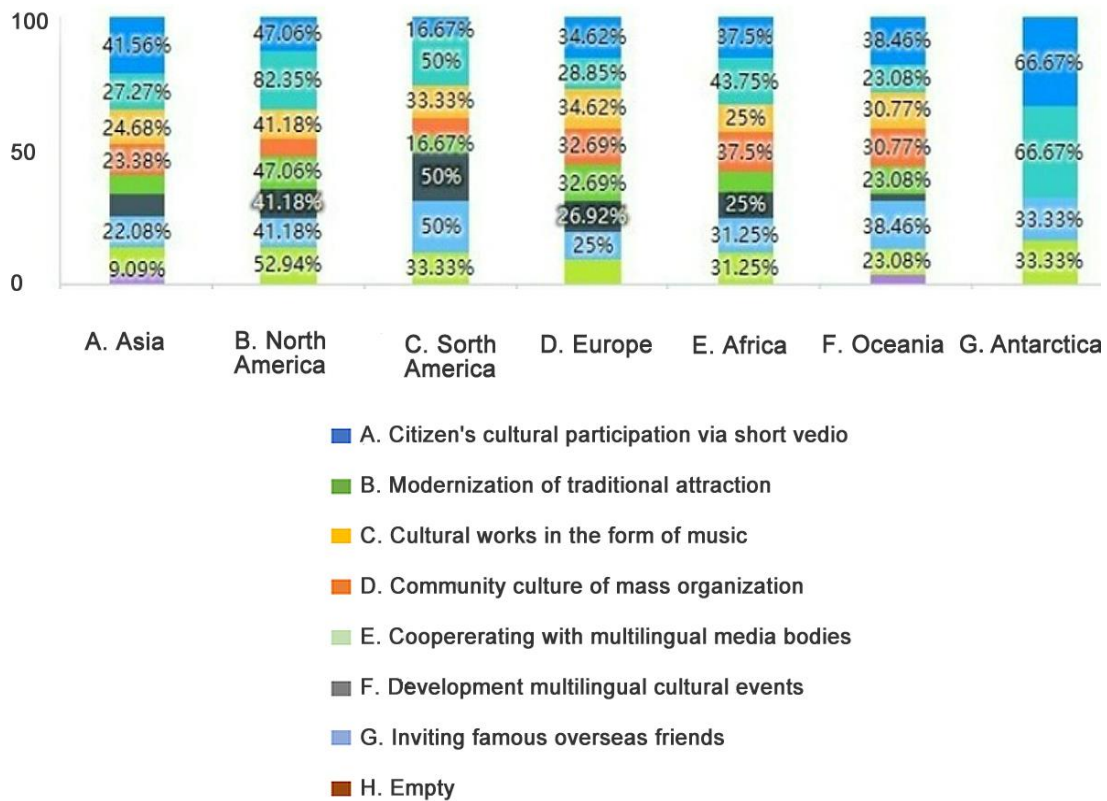 100
41.56% 47.06% 16.67% 34.62% 37.5% 38.46% 66.67%
27.27% 82.35% 50% 28.85% 43.75% 23.08%
24.68% 41.18% 33.33% 34.62% 25% 30.77%
50
23.38% 16.67% 32.69% 37.5% 30.77% 66.67%
47.06% 50% 32.69% 23.08%
41.18% 26.92% 25%
22.08% 41.18% 50% 25% 31.25% 38.46% 33.33%
9.09% 52.94% 33.33% 31.25% 23.08% 33.33%
0
A. Asia
B. North
America
C. Sorth
America
D. Europe
E. Africa
F. Oceania
G. Antarctica
A. Citizen's cultural participation via short vedio
B. Modernization of traditional attraction
C. Cultural works in the form of music
D. Community culture of mass organization
E. Coopererating with multilingual media bodies
F. Development multilingual cultural events
G. Inviting famous overseas friends
H. Empty